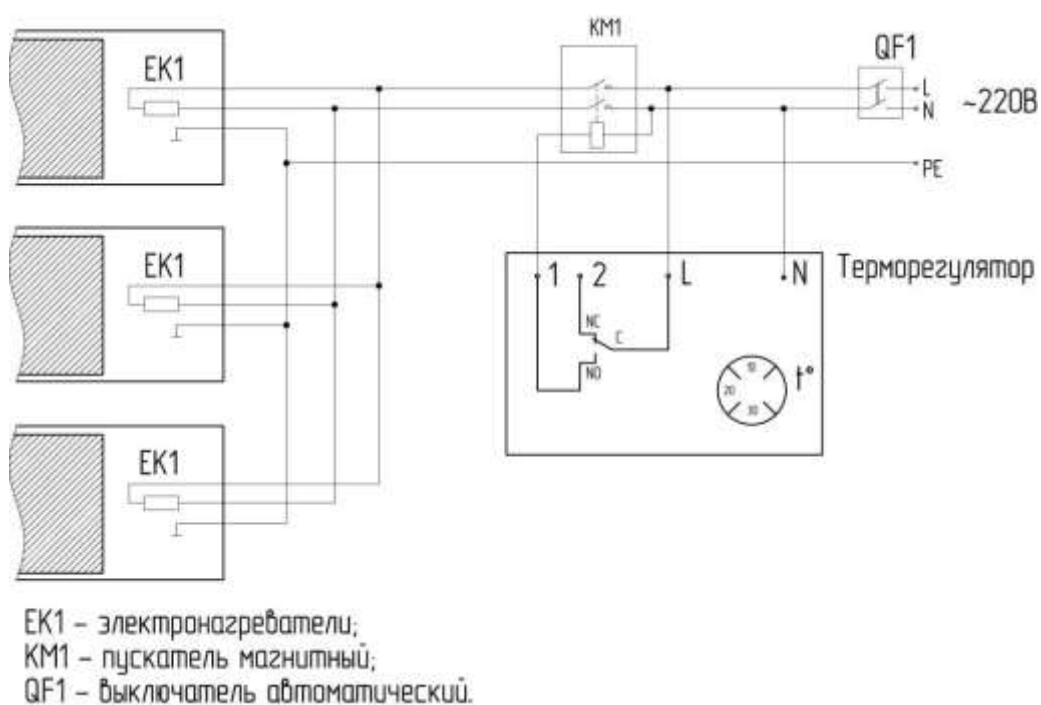 KM1
QF1
EK1
L
N
~220В
PE
EK1
1 2 L N
Терморегулятор
NC
C
NO
t°
10
20
30
EK1
EK1 – электронагреватели;
KM1 – пускатель магнитный;
QF1 – выключатель автоматический.